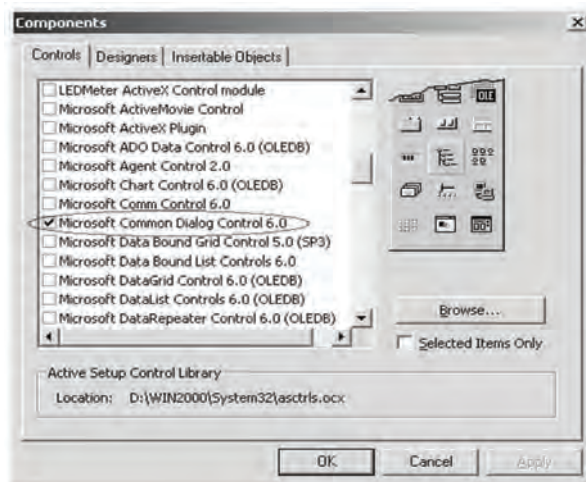 Components
Controls
Designers
Insertable Objects
LEDMeter ActiveX Control module
Microsoft ActiveMovie Control
Microsoft ActiveX Plugin
Microsoft ADO Data Control 6.0 (OLEDB)
Microsoft Agent Control 2.0
Microsoft Chart Control 6.0 (OLEDB)
Microsoft Comm Control 6.0
Microsoft Common Dialog Control 6.0
Microsoft Data Bound Grid Control 5.0 (SP3)
Microsoft Data Bound List Controls 6.0
Microsoft DataGrid Control 6.0 (OLEDB)
Microsoft DataList Controls 6.0 (OLEDB)
Microsoft DataRepeater Control 6.0 (OLEDB)
OLE
Browse...
Selected Items Only
Active Setup Control Library
Location: D:\WIN2000\System32\asctrls.ocx
OK
Cancel
Apply